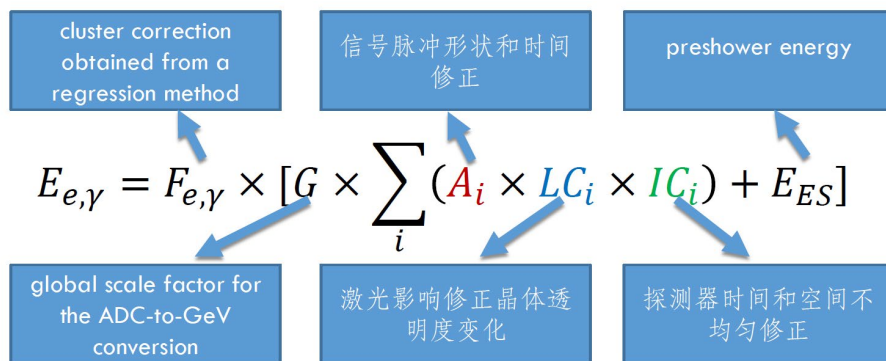 cluster correction
obtained from a
regression method
信号脉冲形状和时间
修正
preshower energy
E_{e,γ} = F_{e,γ} × [G × ∑_i (A_i × LC_i × IC_i) + E_{ES}]
global scale factor for
the ADC-to-GeV
conversion
激光影响修正晶体透
明度变化
探测器时间和空间不
均匀修正